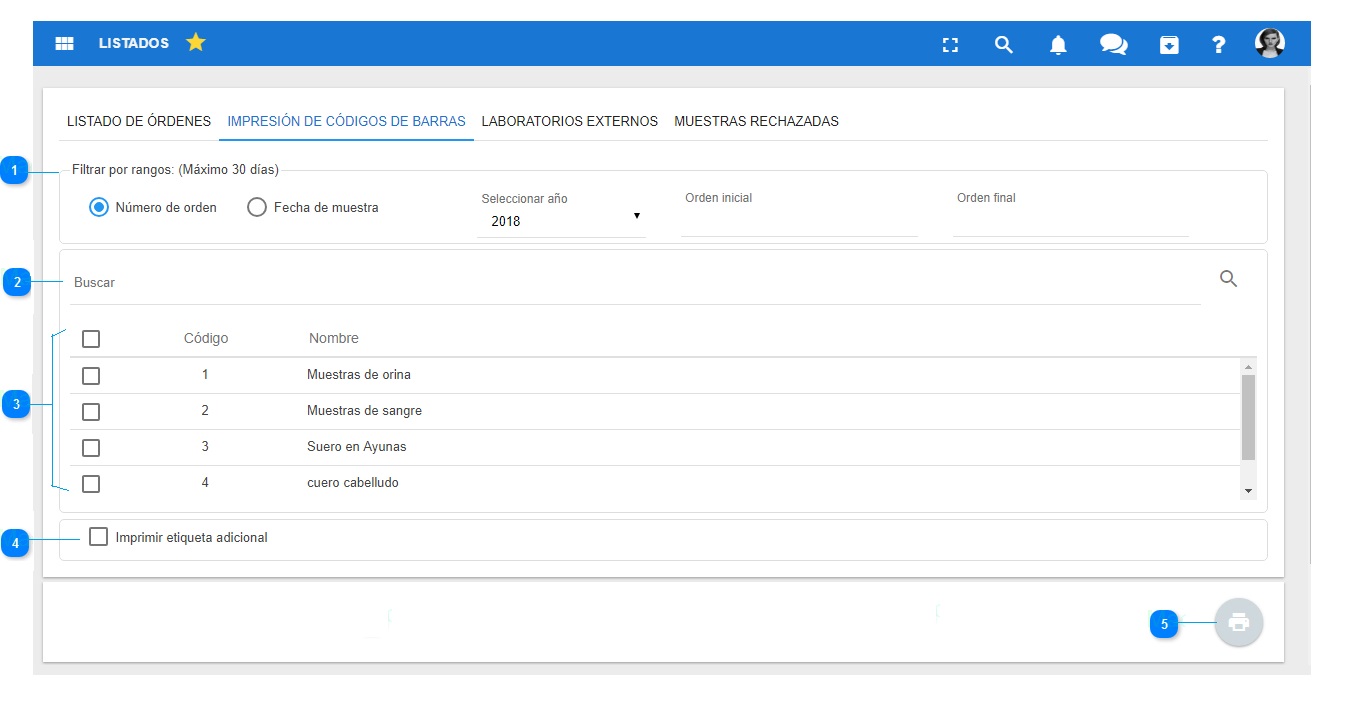 LISTADOS
?
LISTADO DE ÓRDENES IMPRESIÓN DE CÓDIGOS DE BARRAS LABORATORIOS EXTERNOS MUESTRAS RECHAZADAS
1
Filtrar por rangos: (Máximo 30 días)
Número de orden Fecha de muestra Seleccionar año 2018 Orden inicial Orden final
2
Buscar
Código Nombre
1 Muestras de orina
2 Muestras de sangre
3
3 Suero en Ayunas
4 cuero cabelludo
4
Imprimir etiqueta adicional
5